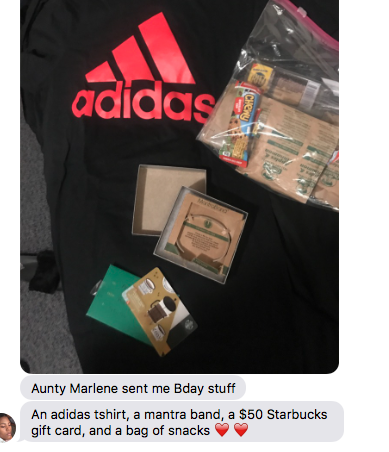 adidas
Chewy
Aunty Marlene sent me Bday stuff
An adidas tshirt, a mantra band, a $50 Starbucks
gift card, and a bag of snacks ❤️ ❤️